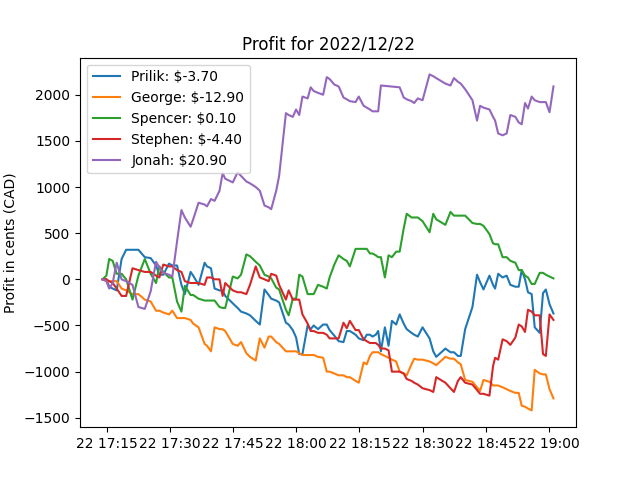 Profit for 2022/12/22
Prilik: $-3.70
George: $-12.90
Spencer: $0.10
Stephen: $-4.40
Jonah: $20.90
Profit in cents (CAD)
2000
1500
1000
500
0
−500
−1000
−1500
22 17:15 22 17:30 22 17:45 22 18:00 22 18:15 22 18:30 22 18:45 22 19:00